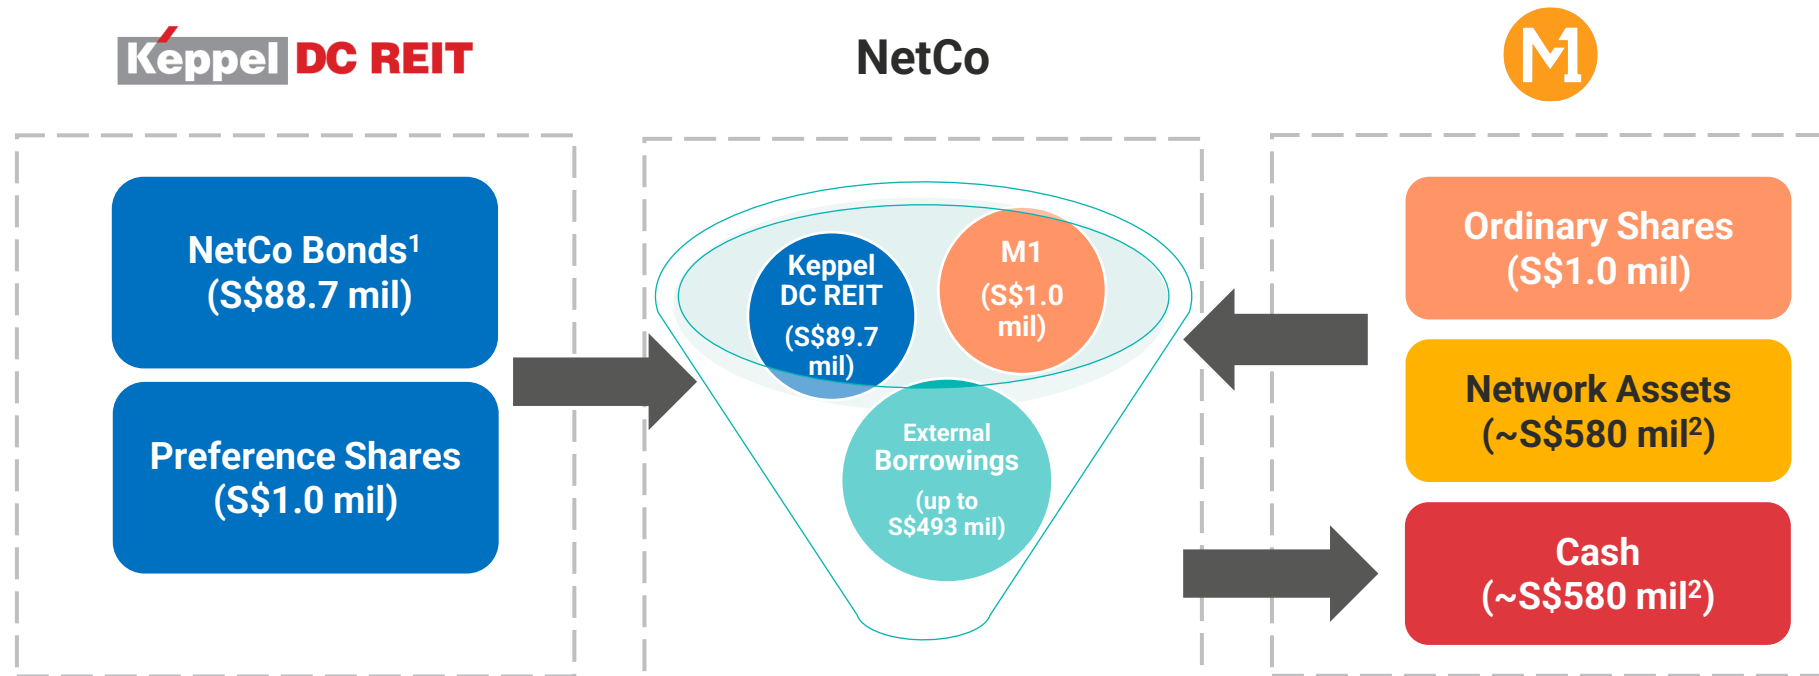 Keppel DC REIT
NetCo
M1
NetCo Bonds¹
(S$88.7 mil)
Preference Shares
(S$1.0 mil)
Keppel
DC REIT
(S$89.7
mil)
M1
(S$1.0
mil)
External
Borrowings
(up to
S$493 mil)
Ordinary Shares
(S$1.0 mil)
Network Assets
(~S$580 mil²)
Cash
(~S$580 mil²)